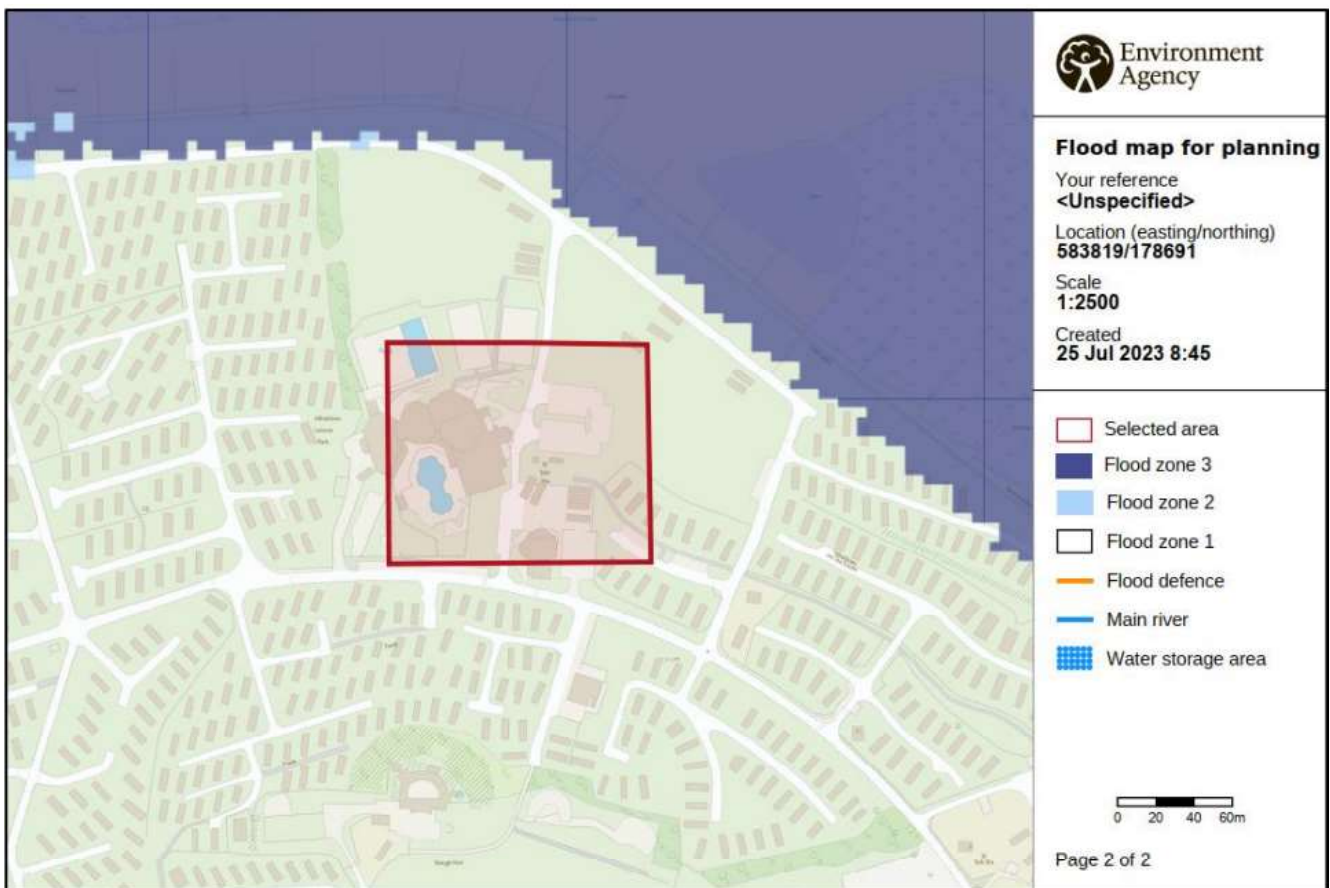 Environment
Agency
Flood map for planning
Your reference
<Unspecified>
Location (easting/northing)
583819/178691
Scale
1:2500
Created
25 Jul 2023 8:45
Selected area
Flood zone 3
Flood zone 2
Flood zone 1
Flood defence
Main river
Water storage area
0 20 40 60m
Page 2 of 2